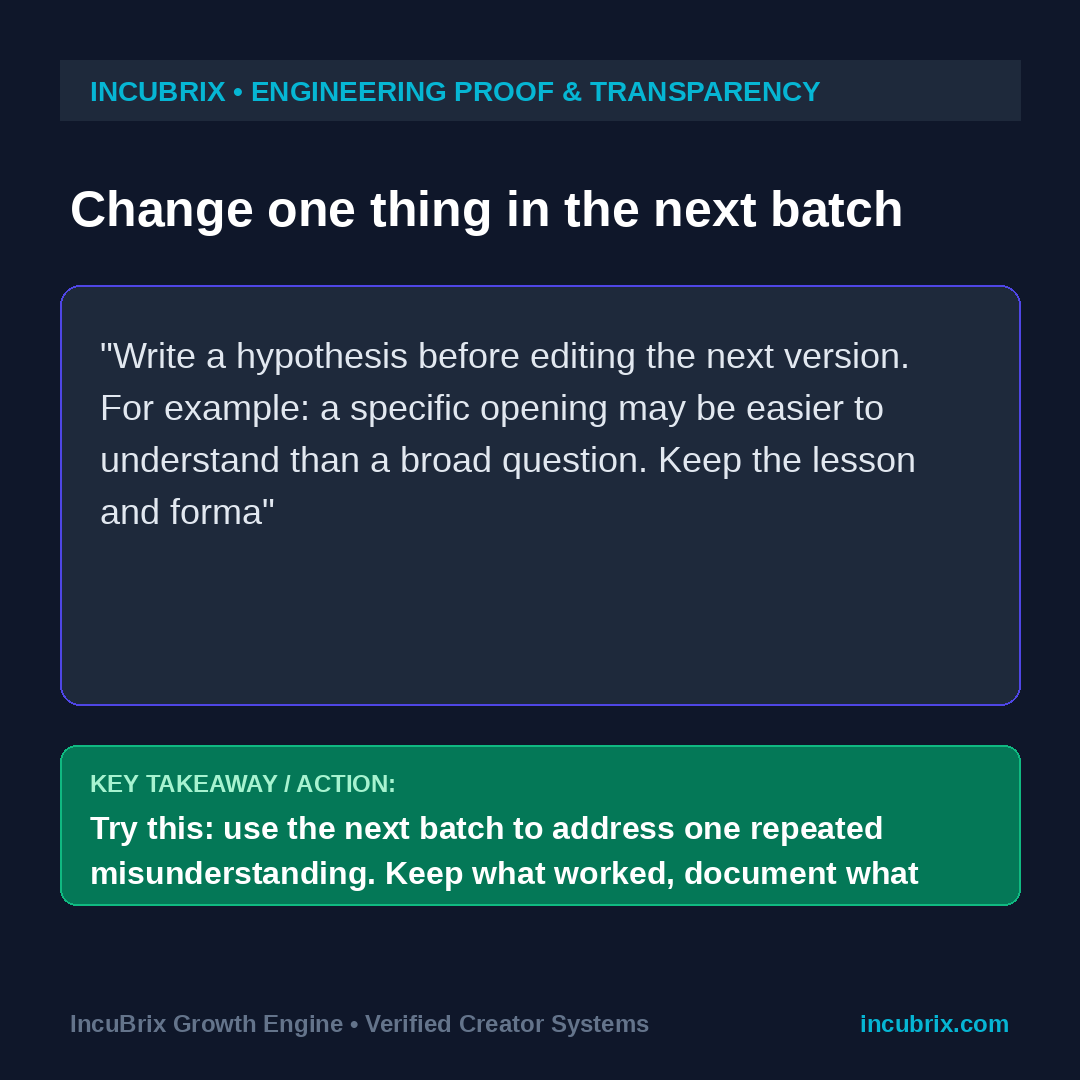 INCUBRIX • ENGINEERING PROOF & TRANSPARENCY
Change one thing in the next batch
"Write a hypothesis before editing the next version.
For example: a specific opening may be easier to
understand than a broad question. Keep the lesson
and forma"
KEY TAKEAWAY / ACTION:
Try this: use the next batch to address one repeated
misunderstanding. Keep what worked, document what
IncuBrix Growth Engine • Verified Creator Systems
incubrix.com